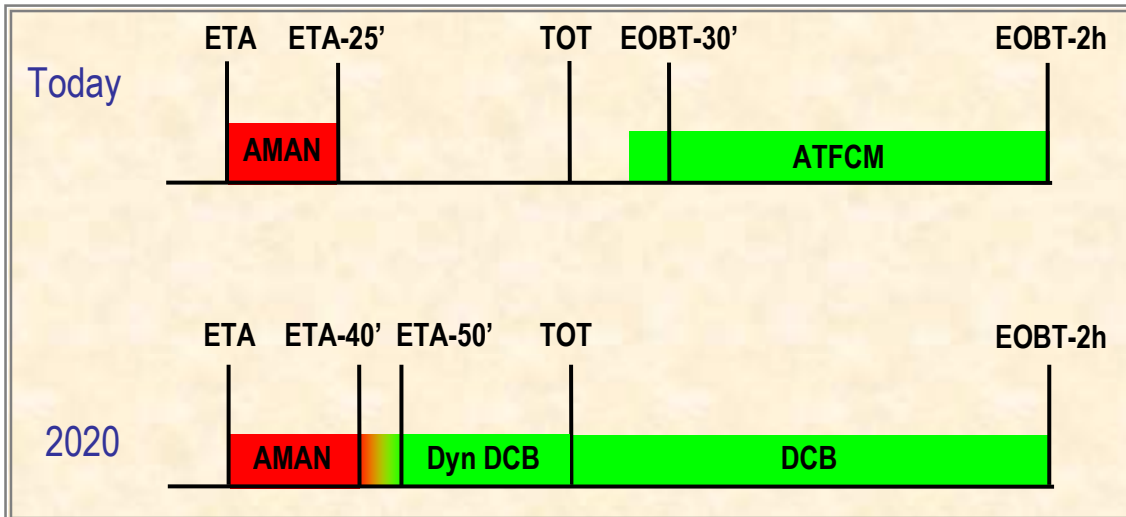 ETA ETA-25’ TOT EOBT-30’ EOBT-2h
Today
AMAN ATFCM
ETA ETA-40’ ETA-50’ TOT EOBT-2h
2020
AMAN Dyn DCB DCB